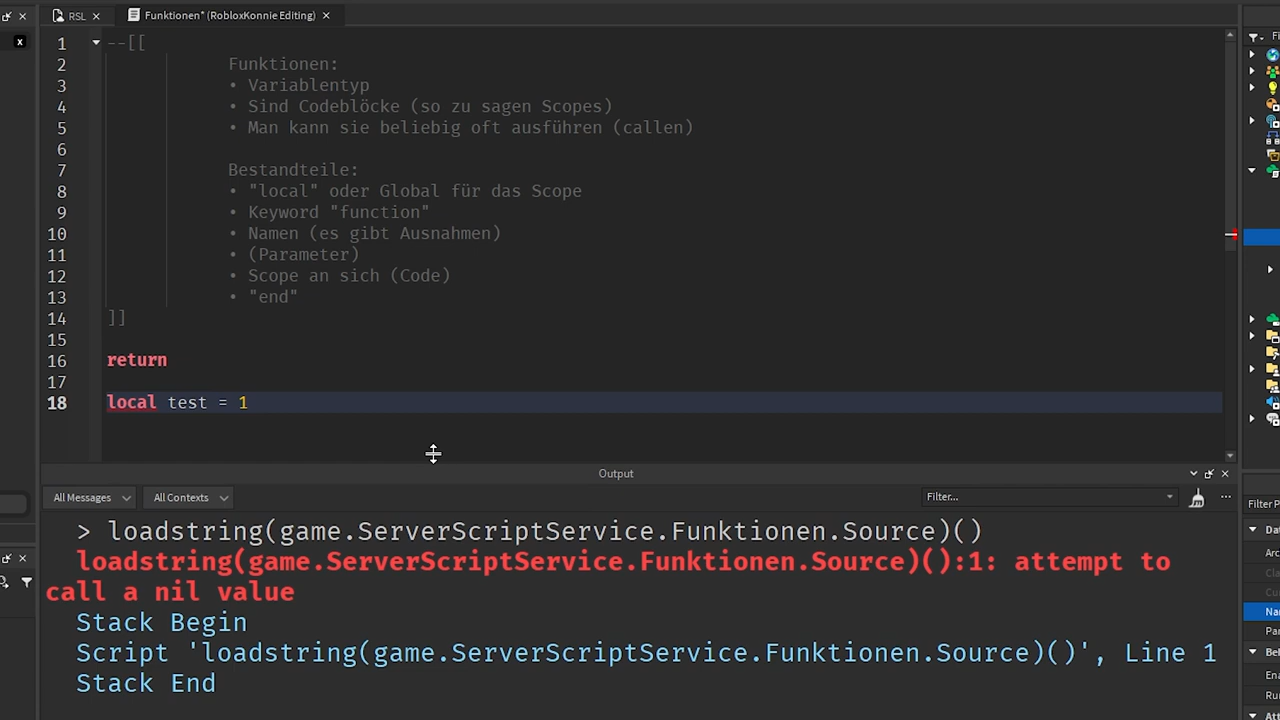 RSL
Funktionen* (RobloxKonnie Editing)
1 --[[
2 Funktionen:
3 • Variablentyp
4 • Sind Codeblöcke (so zu sagen Scopes)
5 • Man kann sie beliebig oft ausführen (callen)
6
7 Bestandteile:
8 • "local" oder Global für das Scope
9 • Keyword "function"
10 • Namen (es gibt Ausnahmen)
11 • (Parameter)
12 • Scope an sich (Code)
13 • "end"
14 ]]
15
16 return
17
18 local test = 1
Output
All Messages All Contexts Filter...
> loadstring(game.ServerScriptService.Funktionen.Source)()
loadstring(game.ServerScriptService.Funktionen.Source)():1: attempt to
call a nil value
Stack Begin
Script 'loadstring(game.ServerScriptService.Funktionen.Source)()', Line 1
Stack End
Filter P